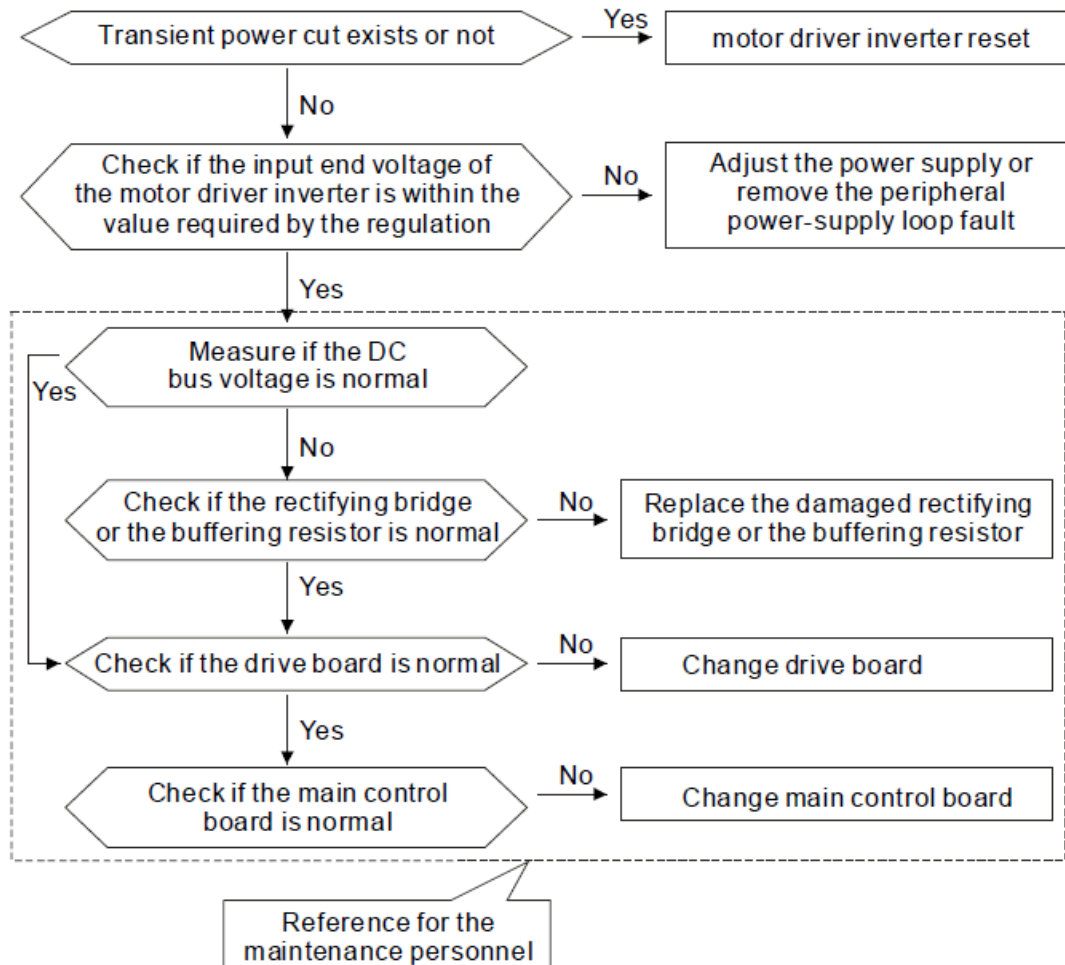 Transient power cut exists or not
Yes
motor driver inverter reset
No
Check if the input end voltage of
the motor driver inverter is within the
value required by the regulation
No
Adjust the power supply or
remove the peripheral
power-supply loop fault
Yes
Measure if the DC
bus voltage is normal
Yes
No
Check if the rectifying bridge
or the buffering resistor is normal
No
Replace the damaged rectifying
bridge or the buffering resistor
Yes
Check if the drive board is normal
No
Change drive board
Yes
Check if the main control
board is normal
No
Change main control board
Reference for the
maintenance personnel